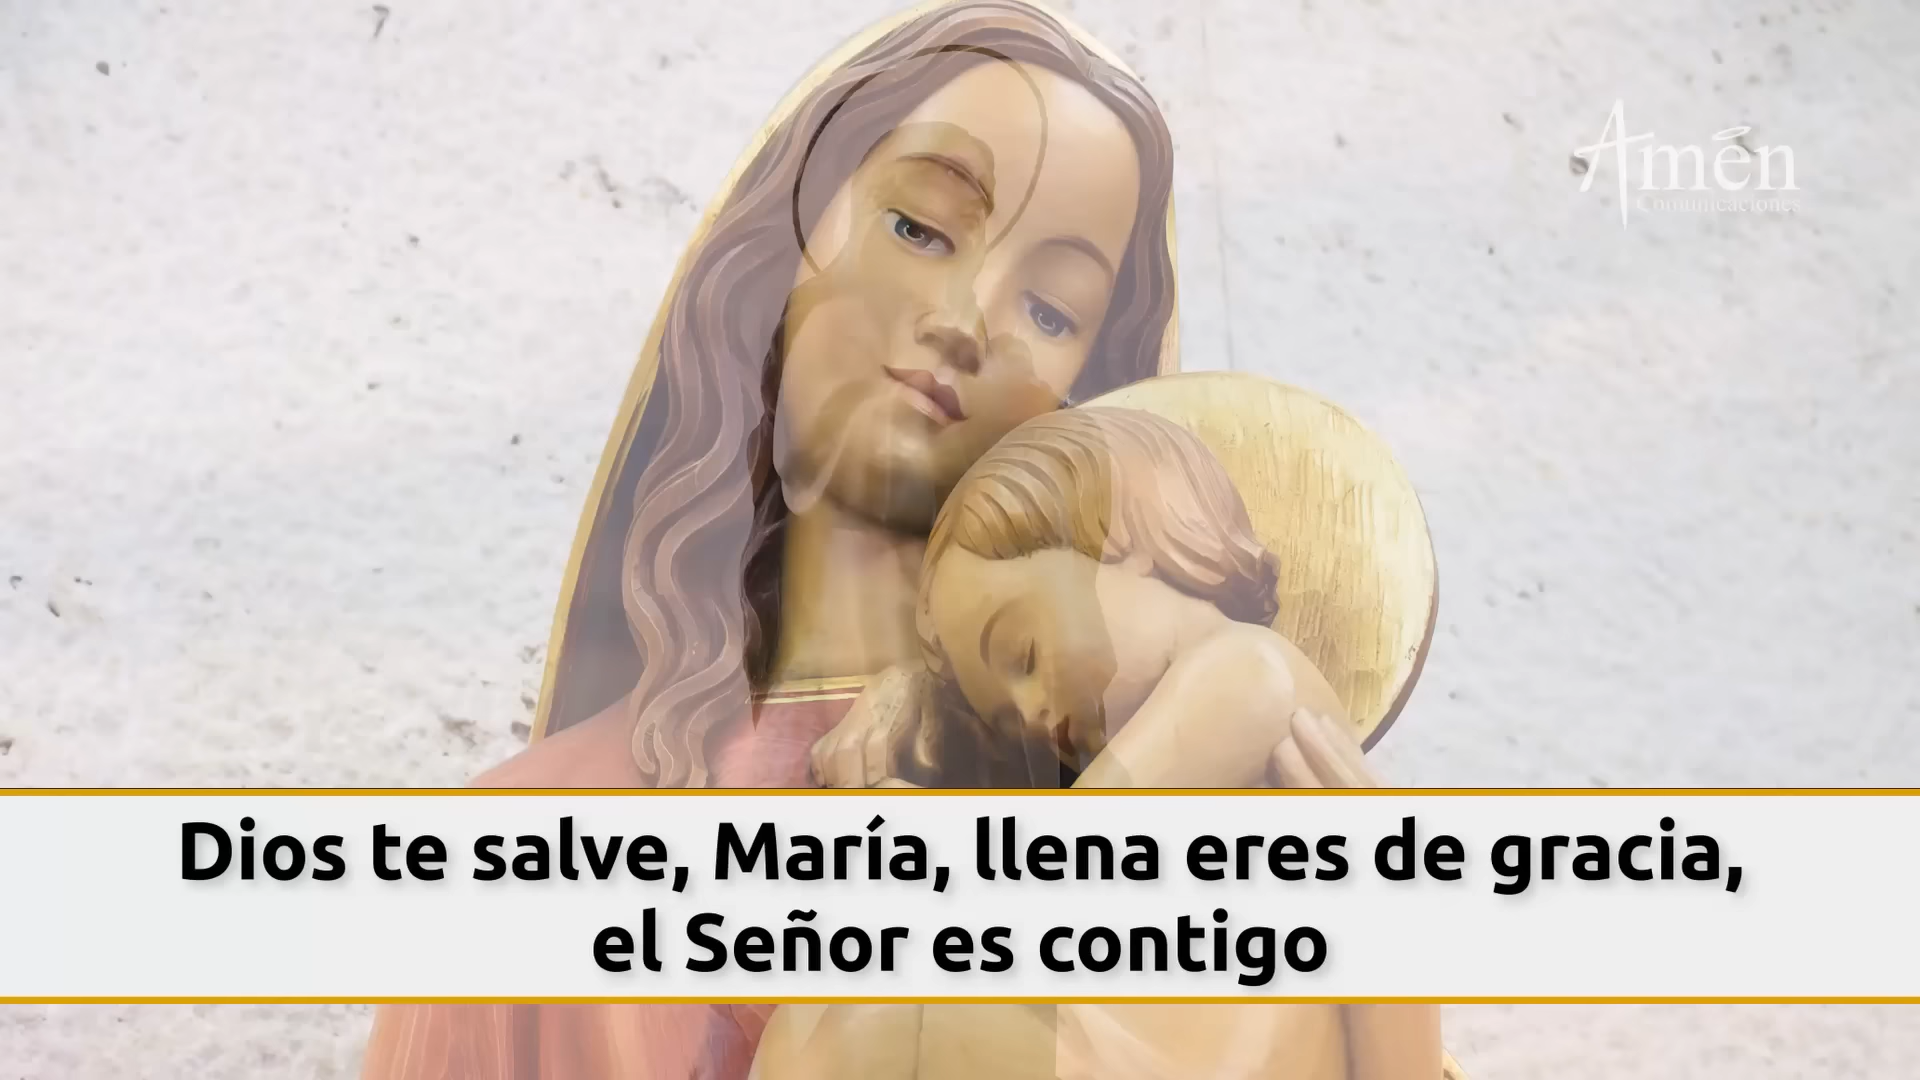 Amén
Comunicaciones
Dios te salve, María, llena eres de gracia,
el Señor es contigo